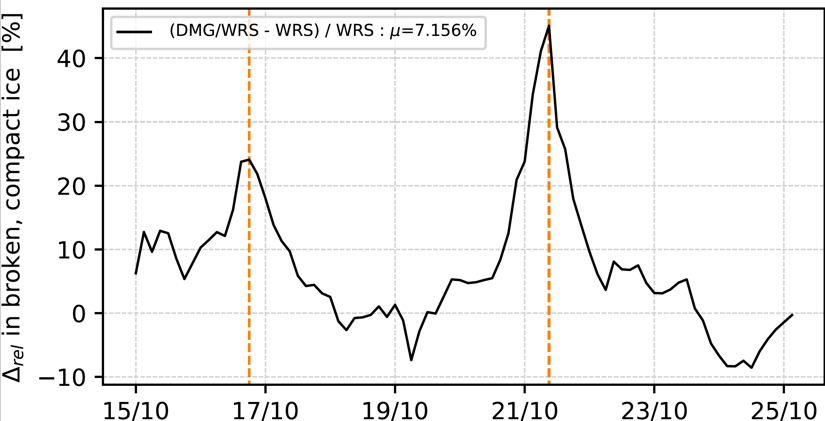 (DMG/WRS - WRS) / WRS : μ=7.156%
Δrel in broken, compact ice [%]
40
30
20
10
0
−10
15/10 17/10 19/10 21/10 23/10 25/10